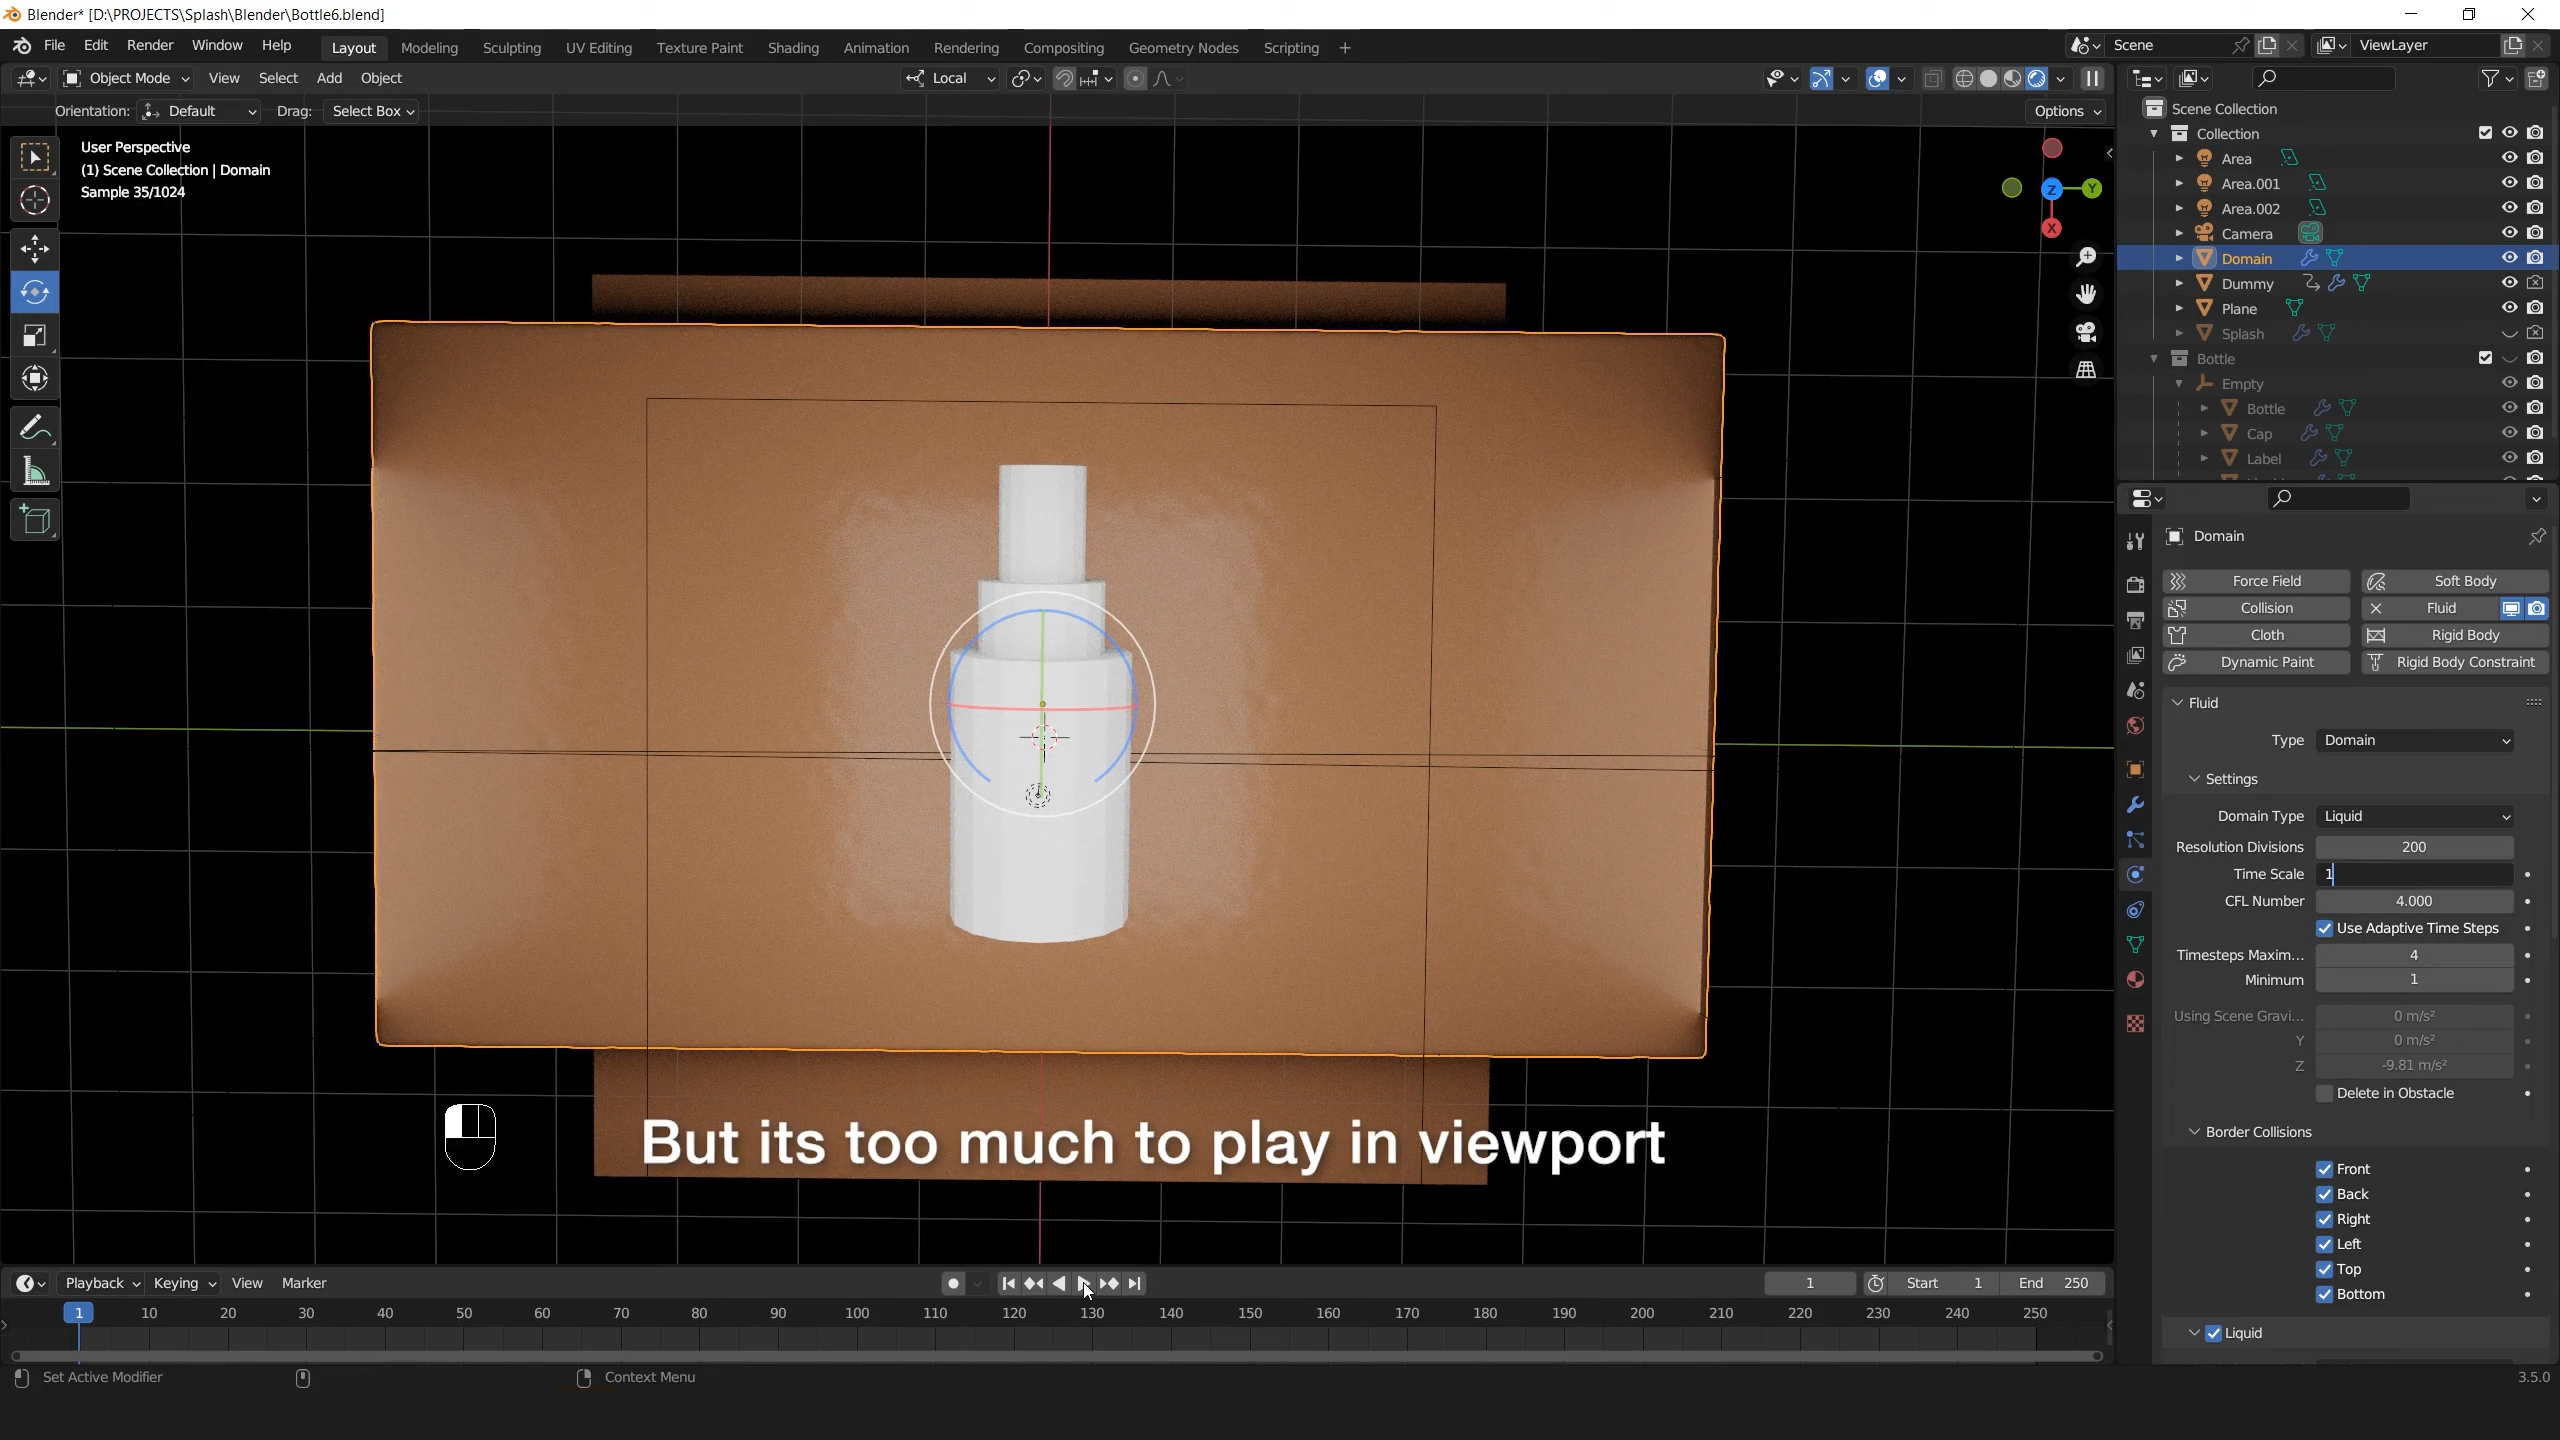 Blender* [D:\PROJECTS\Splash\Blender\Bottle6.blend]
File Edit Render Window Help Layout Modeling Sculpting UV Editing Texture Paint Shading Animation Rendering Compositing Geometry Nodes Scripting + Scene ViewLayer
Object Mode View Select Add Object Local
Orientation: Default Drag: Select Box Options
User Perspective
(1) Scene Collection | Domain
Sample 35/1024
Z Y
X
Scene Collection
Collection
Area
Area.001
Area.002
Camera
Domain
Dummy
Plane
Splash
Bottle
Empty
Bottle
Cap
Label
Domain
Force Field Soft Body
Collision Fluid
Cloth Rigid Body
Dynamic Paint Rigid Body Constraint
Fluid
Type Domain
Settings
Domain Type Liquid
Resolution Divisions 200
Time Scale 1
CFL Number 4.000
Use Adaptive Time Steps
Timesteps Maxim... 4
Minimum 1
Using Scene Gravi... 0 m/s²
Y 0 m/s²
Z -9.81 m/s²
Delete in Obstacle
Border Collisions
Front
Back
Right
Left
Top
Bottom
Liquid
But its too much to play in viewport
Playback Keying View Marker 1 Start 1 End 250
1 10 20 30 40 50 60 70 80 90 100 110 120 130 140 150 160 170 180 190 200 210 220 230 240 250
Set Active Modifier Context Menu 3.5.0